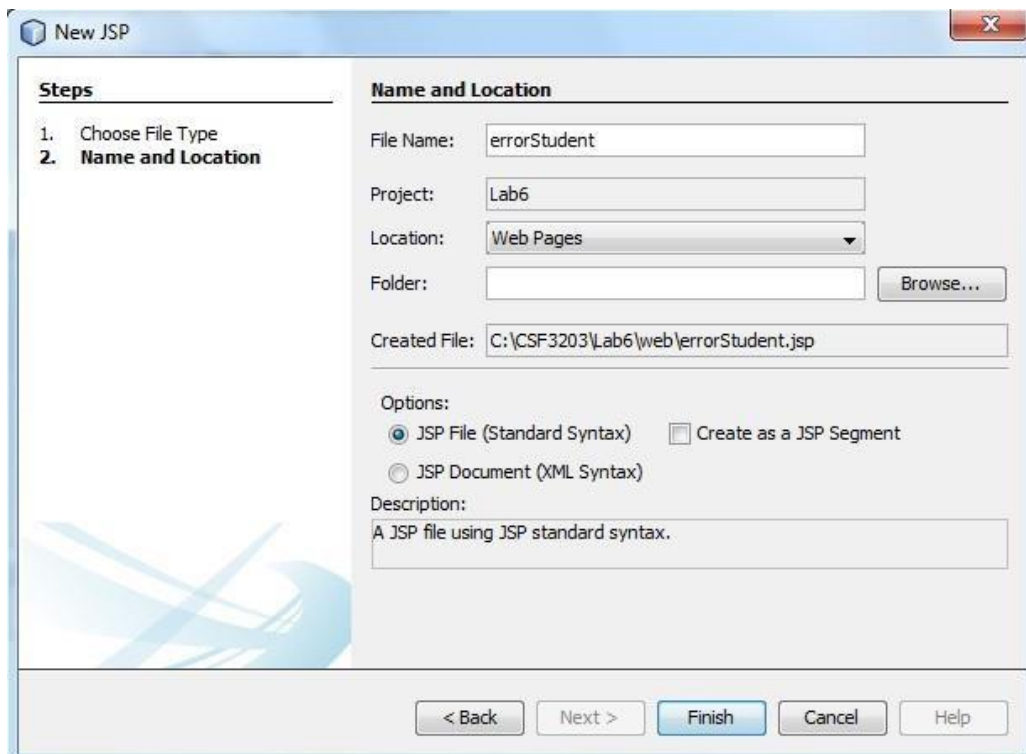 New JSP
Steps
1. Choose File Type
2. Name and Location
Name and Location
File Name: errorStudent
Project: Lab6
Location: Web Pages
Folder: Browse...
Created File: C:\CSF3203\Lab6\web\errorStudent.jsp
Options:
JSP File (Standard Syntax) Create as a JSP Segment
JSP Document (XML Syntax)
Description:
A JSP file using JSP standard syntax.
< Back Next > Finish Cancel Help